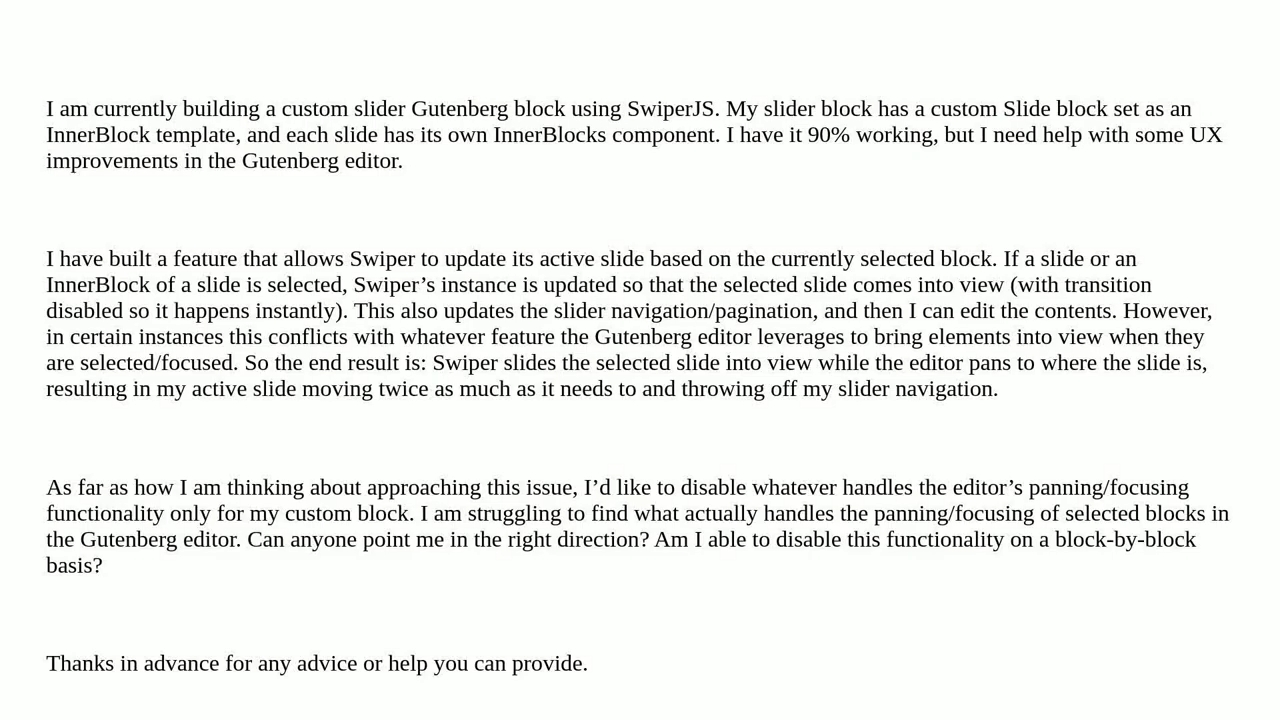 I am currently building a custom slider Gutenberg block using SwiperJS. My slider block has a custom Slide block set as an
InnerBlock template, and each slide has its own InnerBlocks component. I have it 90% working, but I need help with some UX
improvements in the Gutenberg editor.
I have built a feature that allows Swiper to update its active slide based on the currently selected block. If a slide or an
InnerBlock of a slide is selected, Swiper’s instance is updated so that the selected slide comes into view (with transition
disabled so it happens instantly). This also updates the slider navigation/pagination, and then I can edit the contents. However,
in certain instances this conflicts with whatever feature the Gutenberg editor leverages to bring elements into view when they
are selected/focused. So the end result is: Swiper slides the selected slide into view while the editor pans to where the slide is,
resulting in my active slide moving twice as much as it needs to and throwing off my slider navigation.
As far as how I am thinking about approaching this issue, I’d like to disable whatever handles the editor’s panning/focusing
functionality only for my custom block. I am struggling to find what actually handles the panning/focusing of selected blocks in
the Gutenberg editor. Can anyone point me in the right direction? Am I able to disable this functionality on a block-by-block
basis?
Thanks in advance for any advice or help you can provide.